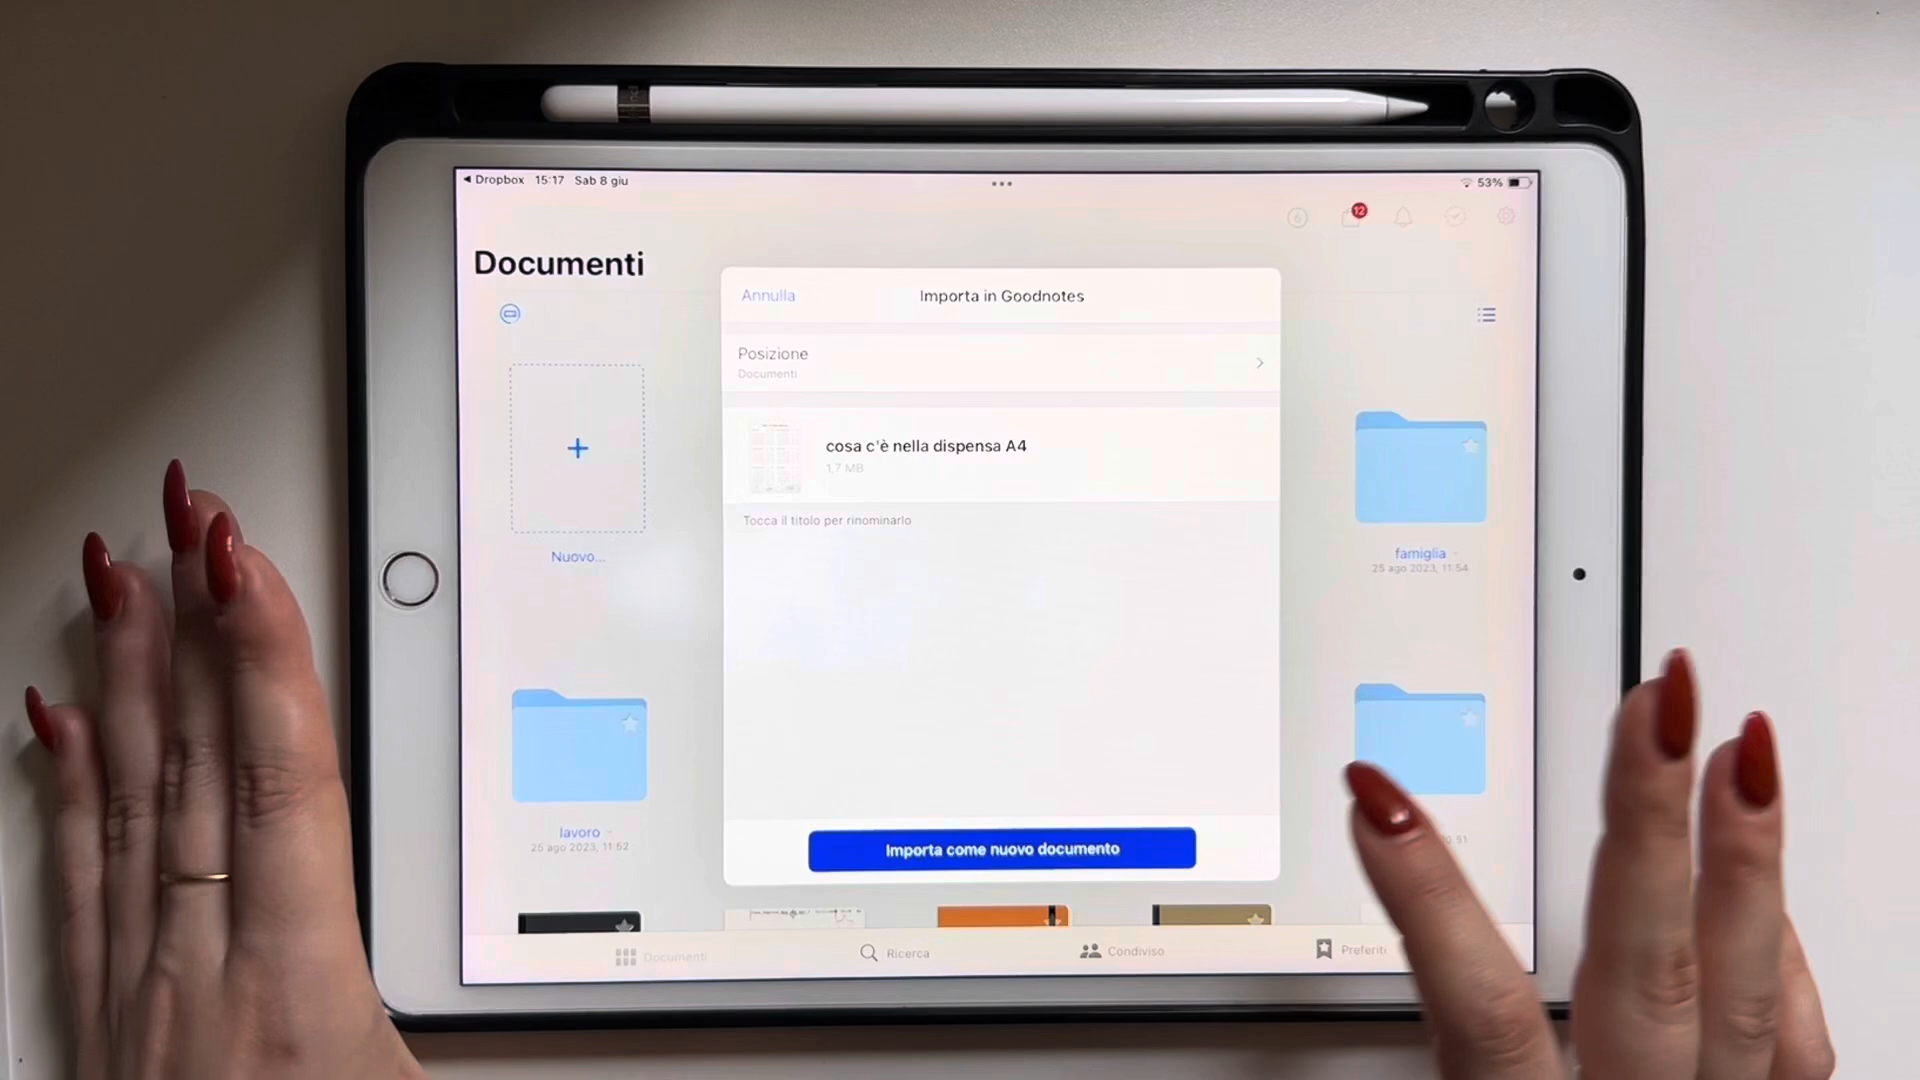 Dropbox 15:17 Sab 8 giu
53%
12
Documenti
Annulla
Importa in Goodnotes
Posizione
Documenti
cosa c'è nella dispensa A4
1,7 MB
Tocca il titolo per rinominarlo
Nuovo...
famiglia
25 ago 2023, 11:54
lavoro
25 ago 2023, 11:52
Importa come nuovo documento
Documenti
Ricerca
Condiviso
Preferiti